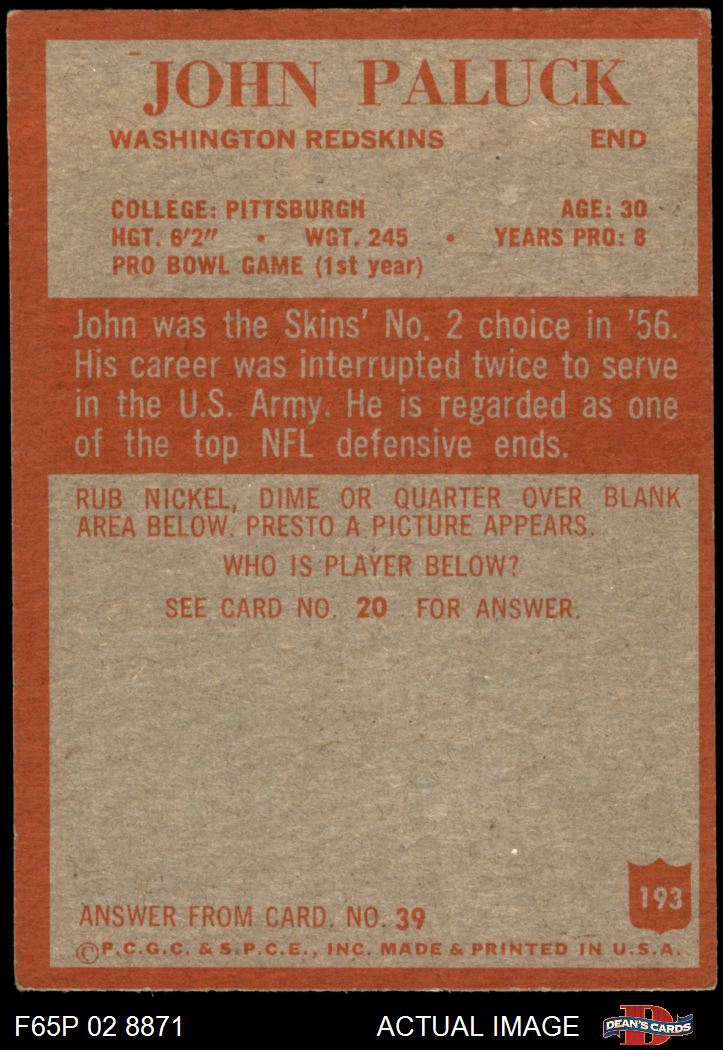 JOHN PALUCK
WASHINGTON REDSKINS END
COLLEGE: PITTSBURGH AGE: 30
HGT. 6'2" • WGT. 245 • YEARS PRO: 8
PRO BOWL GAME (1st year)
John was the Skins' No. 2 choice in '56.
His career was interrupted twice to serve
in the U.S. Army. He is regarded as one
of the top NFL defensive ends.
RUB NICKEL, DIME OR QUARTER OVER BLANK
AREA BELOW. PRESTO A PICTURE APPEARS.
WHO IS PLAYER BELOW?
SEE CARD NO. 20 FOR ANSWER.
193
ANSWER FROM CARD. NO. 39
©P.C.G.C. & S.P.C.E., INC. MADE & PRINTED IN U.S.A.
F65P 02 8871 ACTUAL IMAGE D DEAN'S CARDS